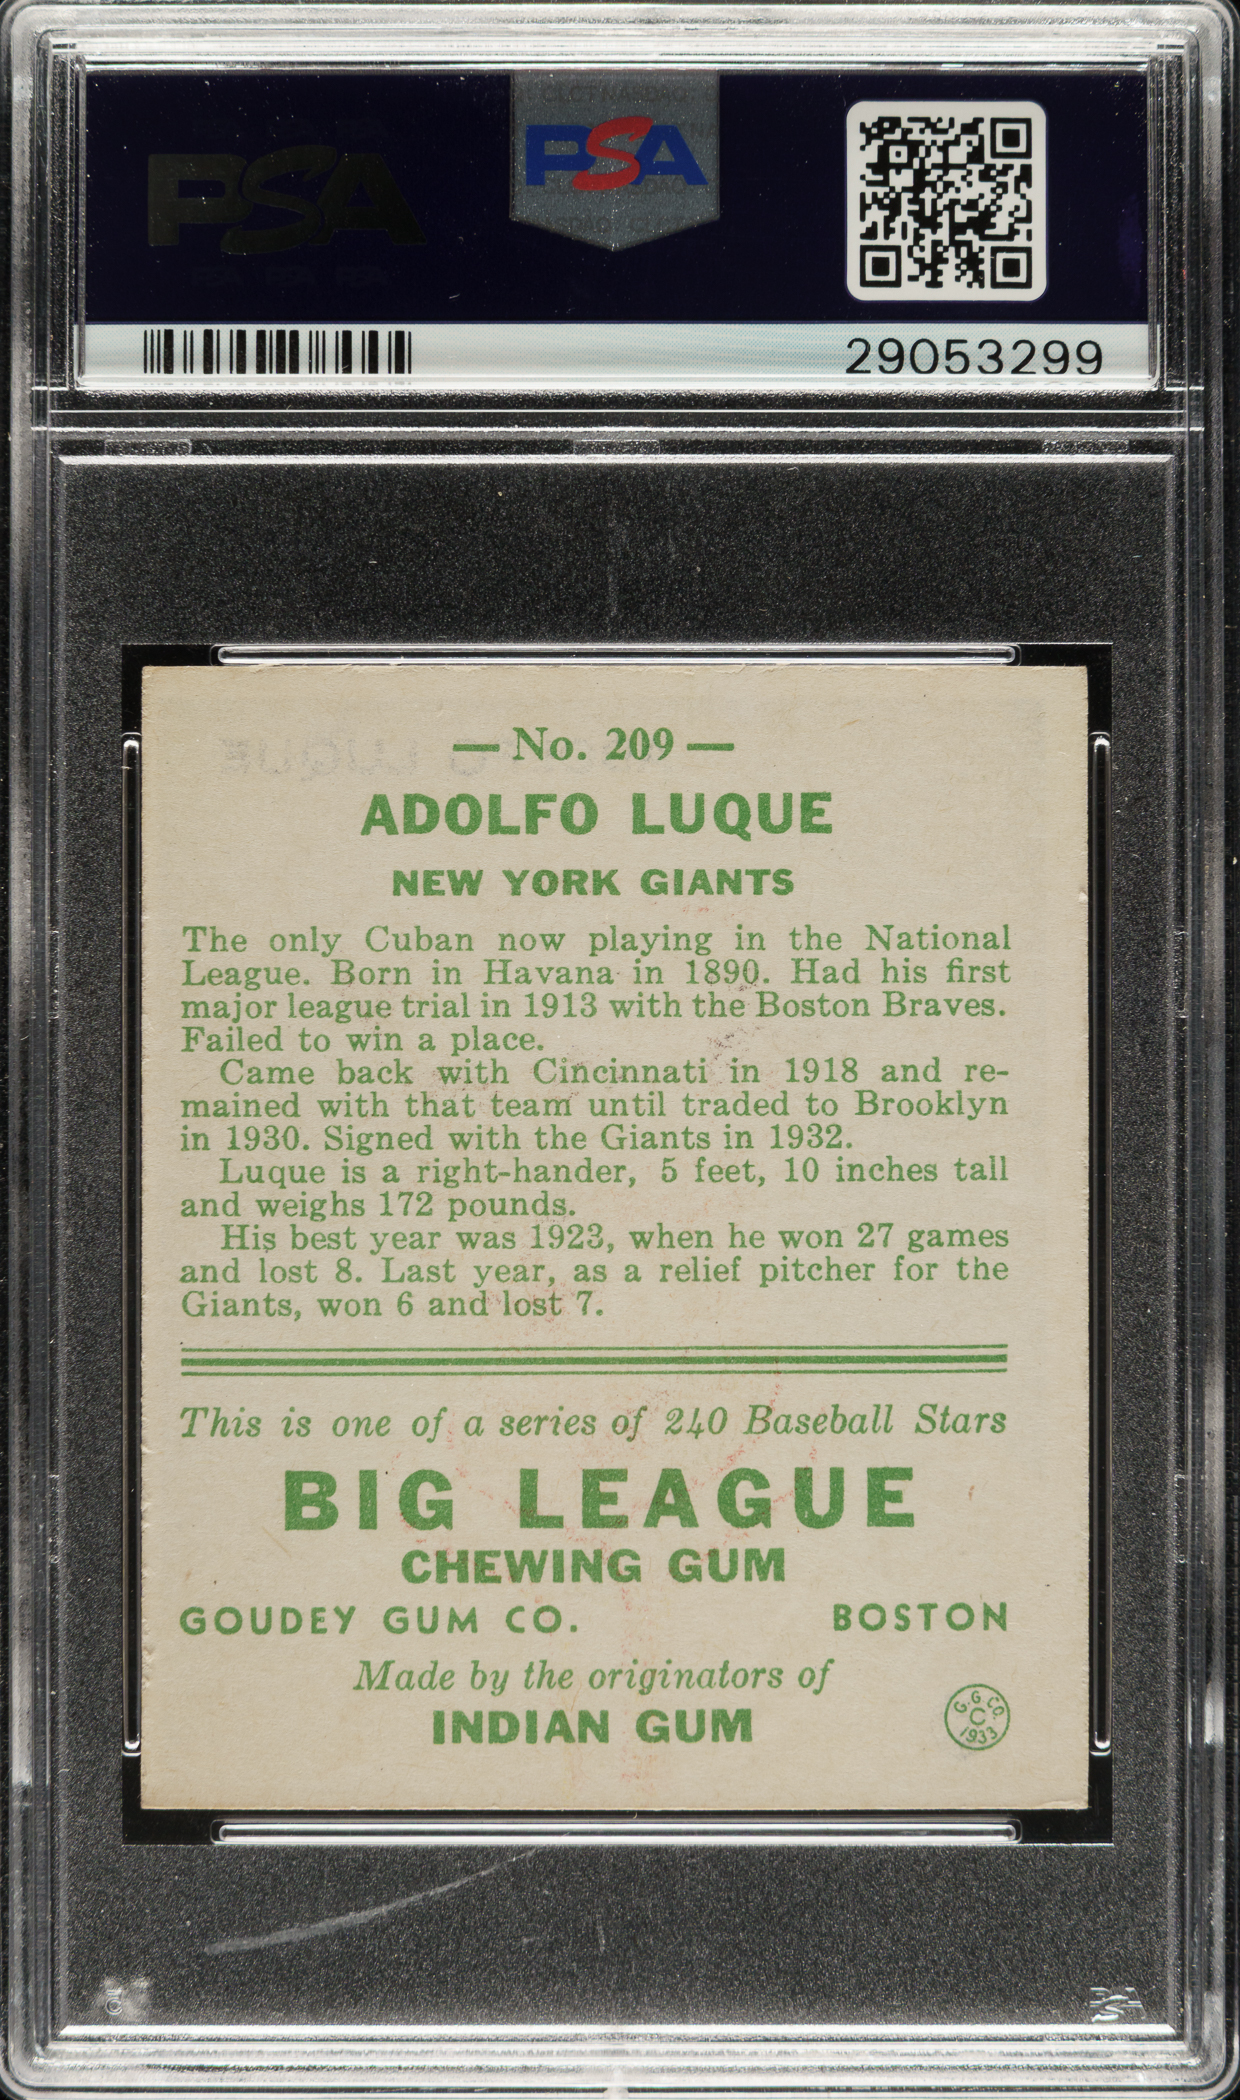 PSA
PSA
29053299
— No. 209 —
ADOLFO LUQUE
NEW YORK GIANTS
The only Cuban now playing in the National
League. Born in Havana in 1890. Had his first
major league trial in 1913 with the Boston Braves.
Failed to win a place.
Came back with Cincinnati in 1918 and re-
mained with that team until traded to Brooklyn
in 1930. Signed with the Giants in 1932.
Luque is a right-hander, 5 feet, 10 inches tall
and weighs 172 pounds.
His best year was 1923, when he won 27 games
and lost 8. Last year, as a relief pitcher for the
Giants, won 6 and lost 7.
This is one of a series of 240 Baseball Stars
BIG LEAGUE
CHEWING GUM
GOUDEY GUM CO. BOSTON
Made by the originators of
INDIAN GUM
G. G. CO.
C
1933